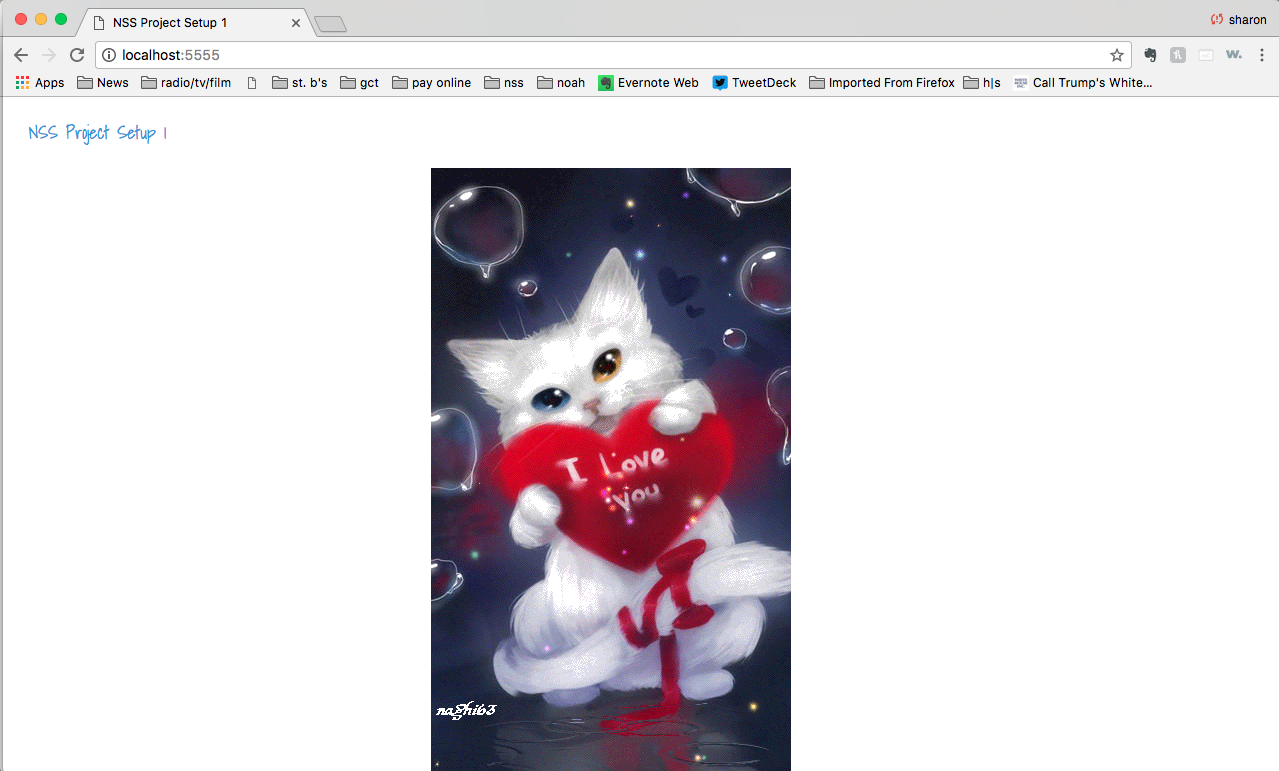 NSS Project Setup 1
sharon
localhost:5555
Apps News radio/tv/film st. b's gct pay online nss noah Evernote Web TweetDeck Imported From Firefox h|s Call Trump's White...
NSS Project Setup 1
I Love
you
naghi63